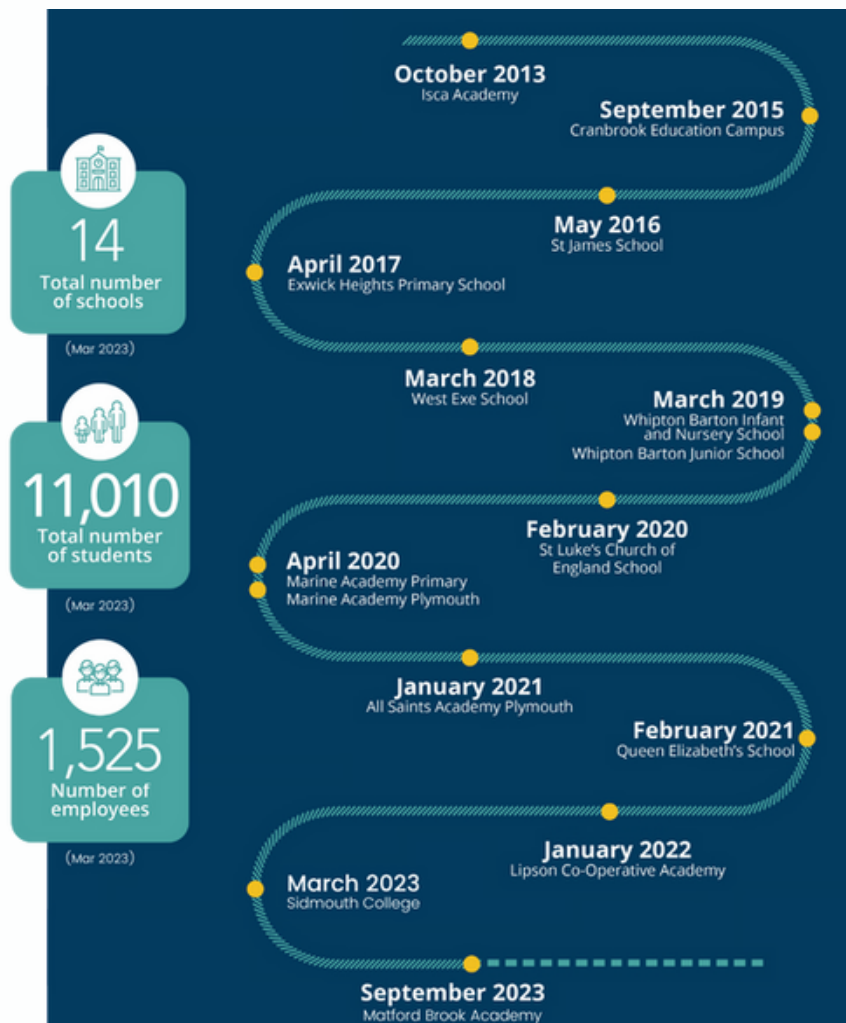 October 2013
Isca Academy
September 2015
Cranbrook Education Campus
May 2016
St James School
April 2017
Exwick Heights Primary School
March 2018
West Exe School
March 2019
Whipton Barton Infant
and Nursery School
Whipton Barton Junior School
February 2020
St Luke's Church of
England School
April 2020
Marine Academy Primary
Marine Academy Plymouth
January 2021
All Saints Academy Plymouth
February 2021
Queen Elizabeth's School
January 2022
Lipson Co-Operative Academy
March 2023
Sidmouth College
September 2023
Matford Brook Academy
14
Total number
of schools
(Mar 2023)
11,010
Total number
of students
(Mar 2023)
1,525
Number of
employees
(Mar 2023)